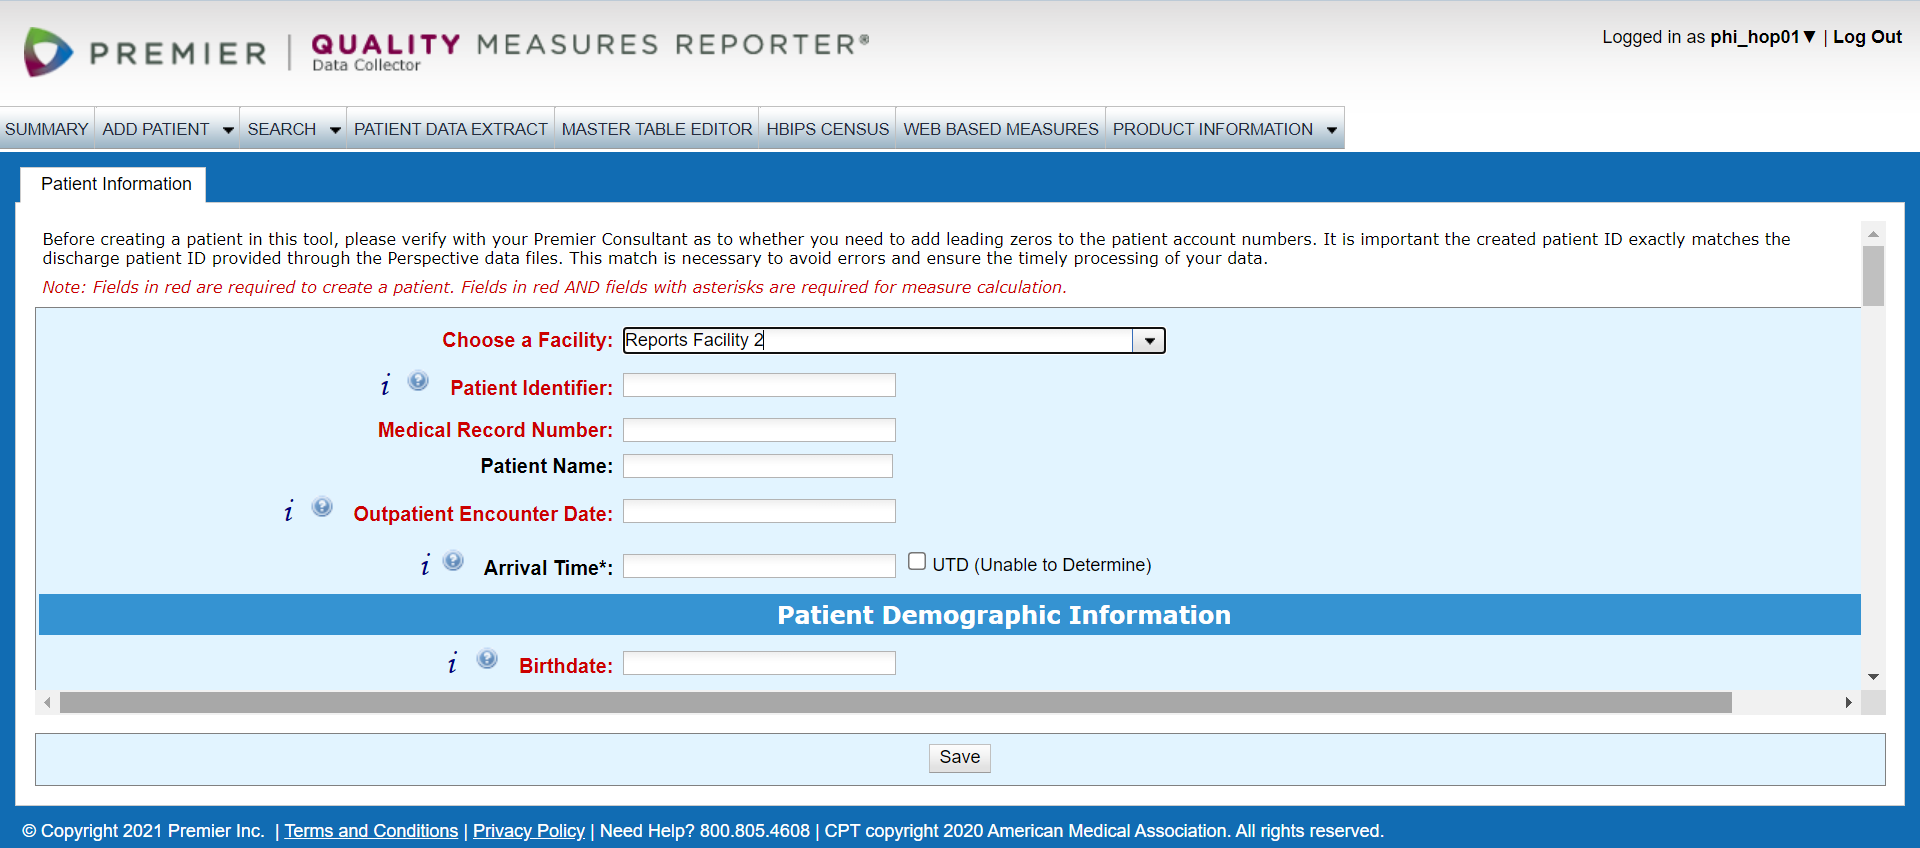 PREMIER | QUALITY MEASURES REPORTER®
Data Collector
Logged in as phi_hop01▼ | Log Out
SUMMARY ADD PATIENT SEARCH PATIENT DATA EXTRACT MASTER TABLE EDITOR HBIPS CENSUS WEB BASED MEASURES PRODUCT INFORMATION
Patient Information
Before creating a patient in this tool, please verify with your Premier Consultant as to whether you need to add leading zeros to the patient account numbers. It is important the created patient ID exactly matches the
discharge patient ID provided through the Perspective data files. This match is necessary to avoid errors and ensure the timely processing of your data.
Note: Fields in red are required to create a patient. Fields in red AND fields with asterisks are required for measure calculation.
Choose a Facility: Reports Facility 2
i ? Patient Identifier:
Medical Record Number:
Patient Name:
i ? Outpatient Encounter Date:
i ? Arrival Time*: UTD (Unable to Determine)
Patient Demographic Information
i ? Birthdate:
Save
© Copyright 2021 Premier Inc. | Terms and Conditions | Privacy Policy | Need Help? 800.805.4608 | CPT copyright 2020 American Medical Association. All rights reserved.